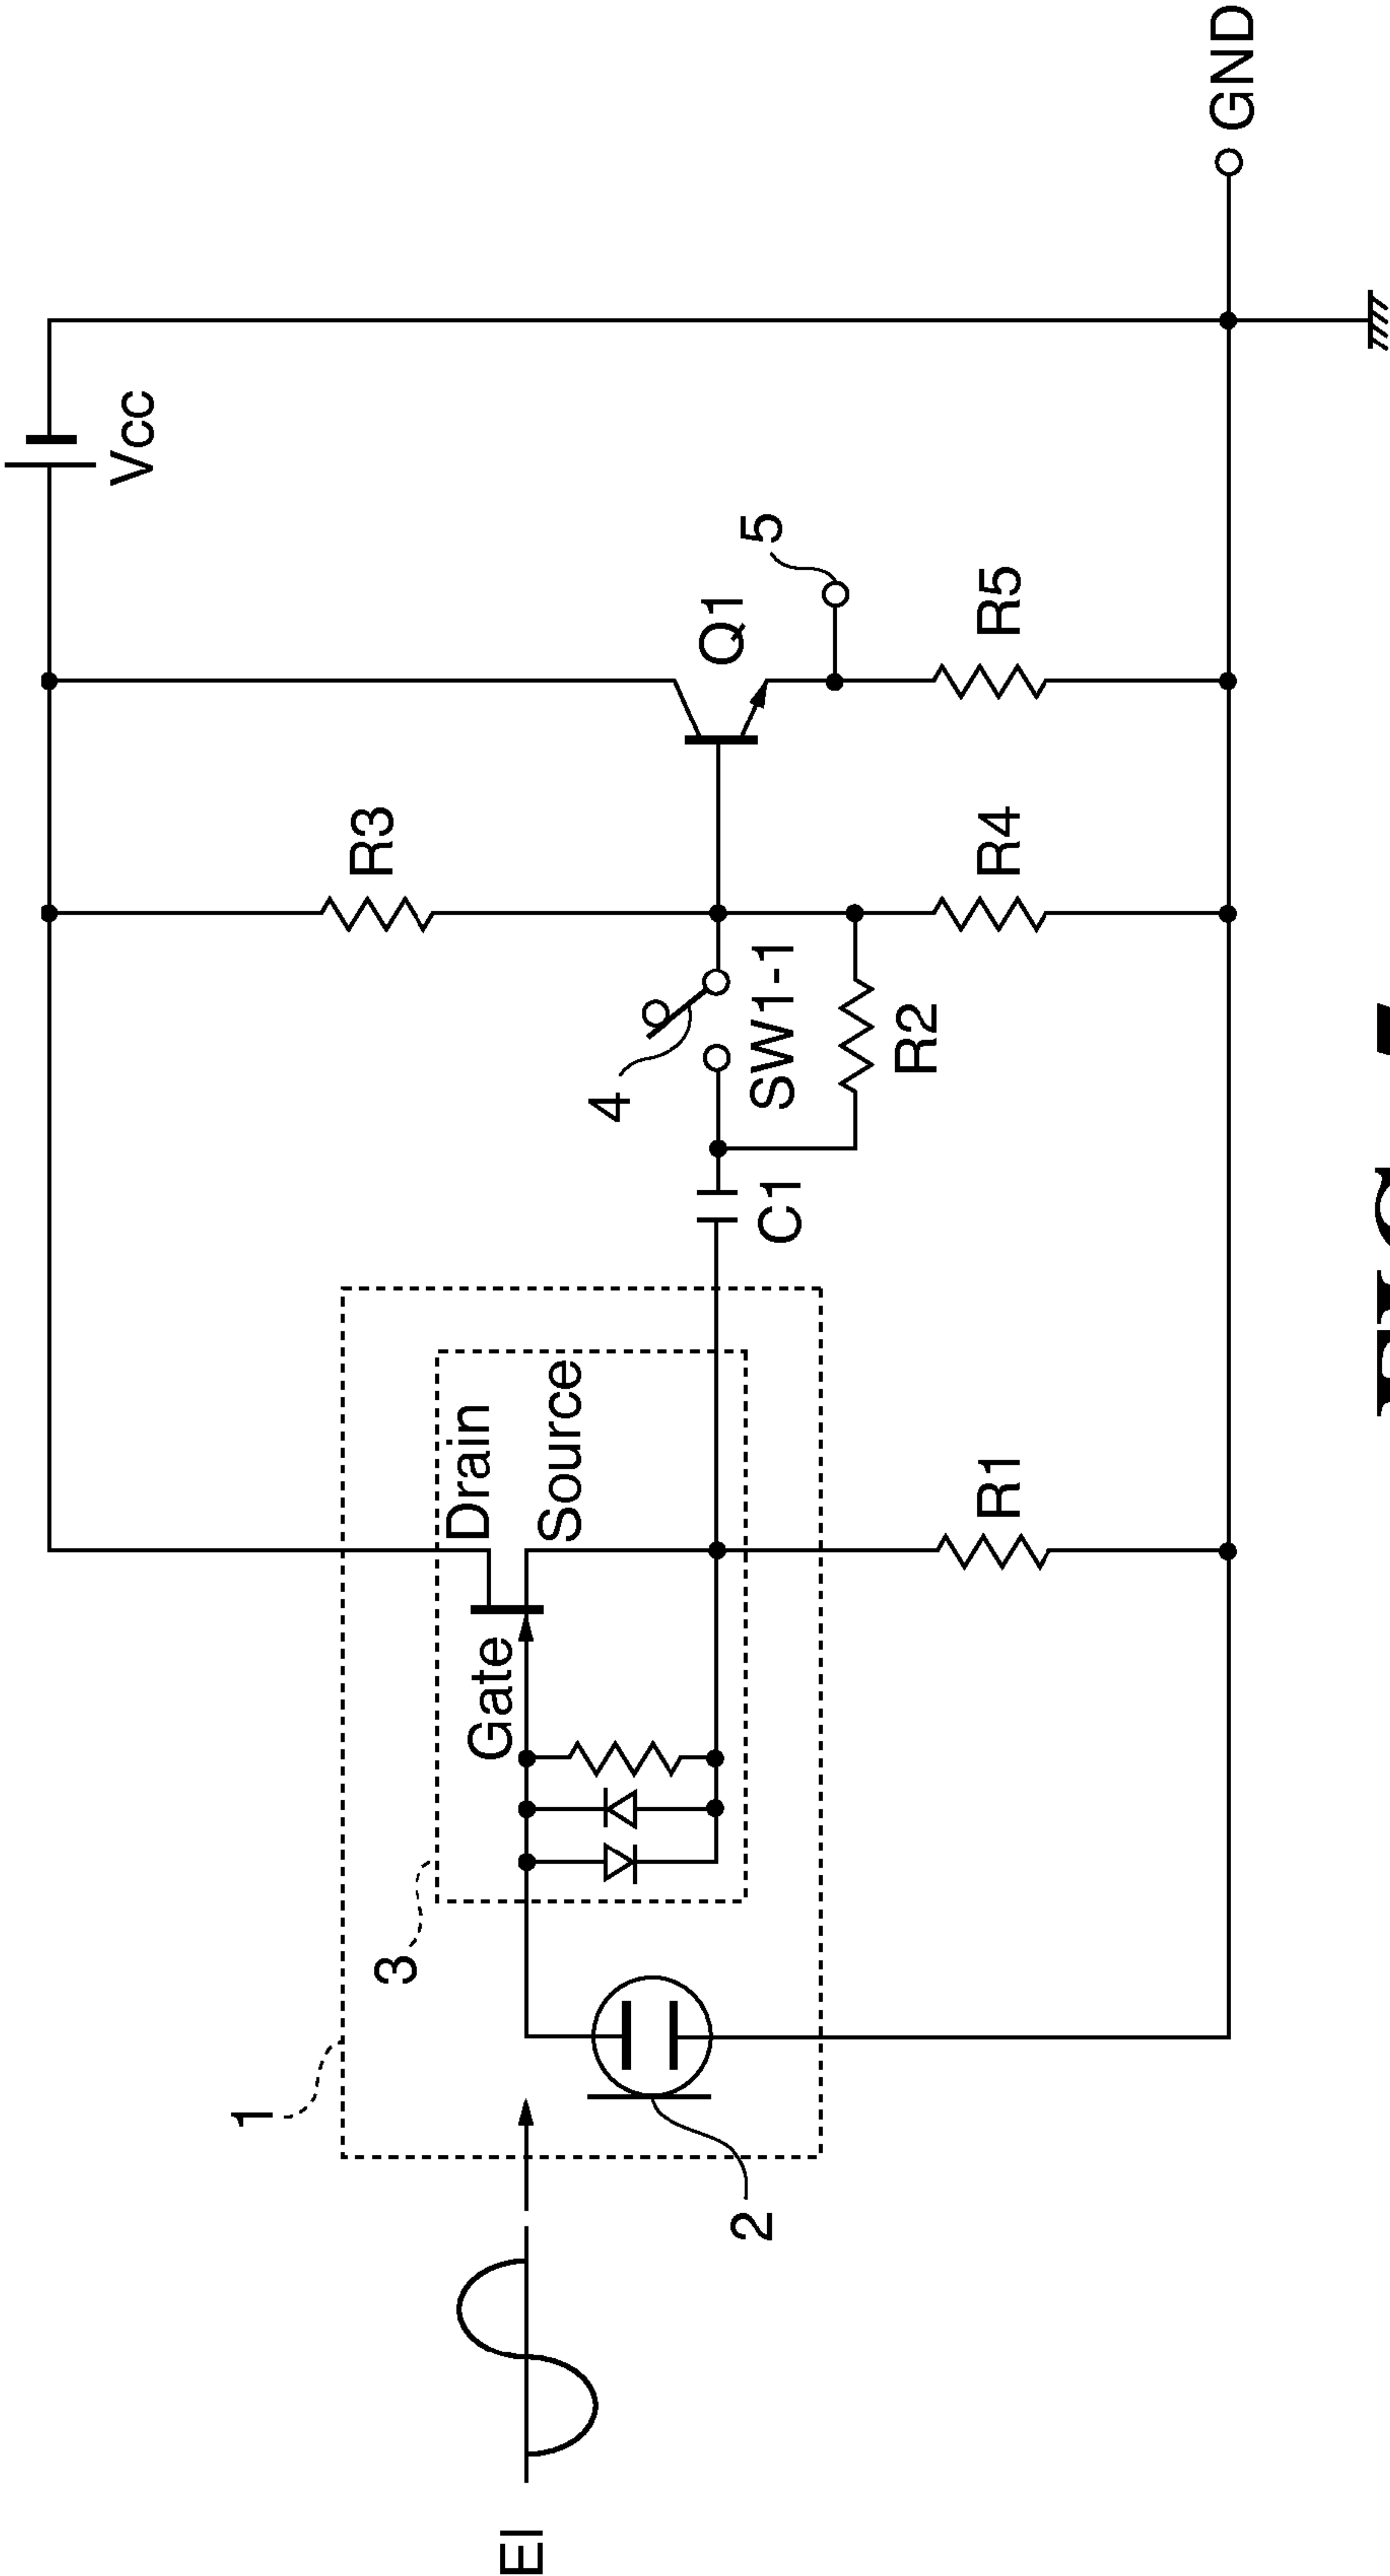 EI
1
2
3
Gate
Drain
Source
R1
C1
4
SW1-1
R2
R3
R4
Q1
5
R5
Vcc
GND